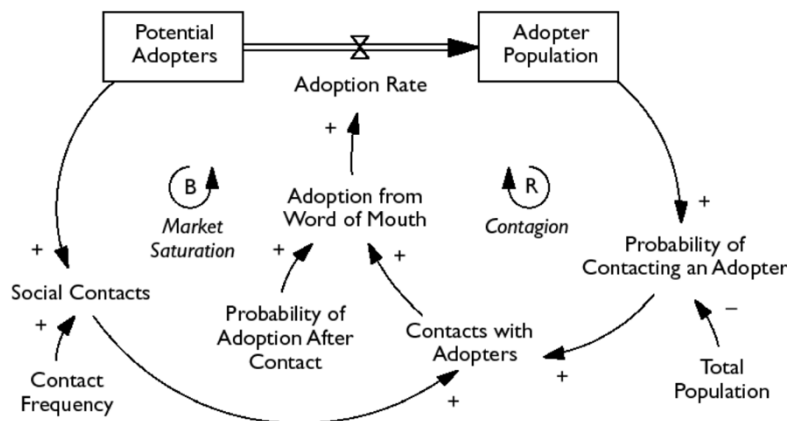 Potential
Adopters
Adopter
Population
Adoption Rate
+
B
Market
Saturation
Adoption from
Word of Mouth
R
Contagion
+
+
+
+
Probability of
Contacting an Adopter
Social Contacts
+
Probability of
Adoption After
Contact
Contacts with
Adopters
−
Contact
Frequency
+
+
Total
Population